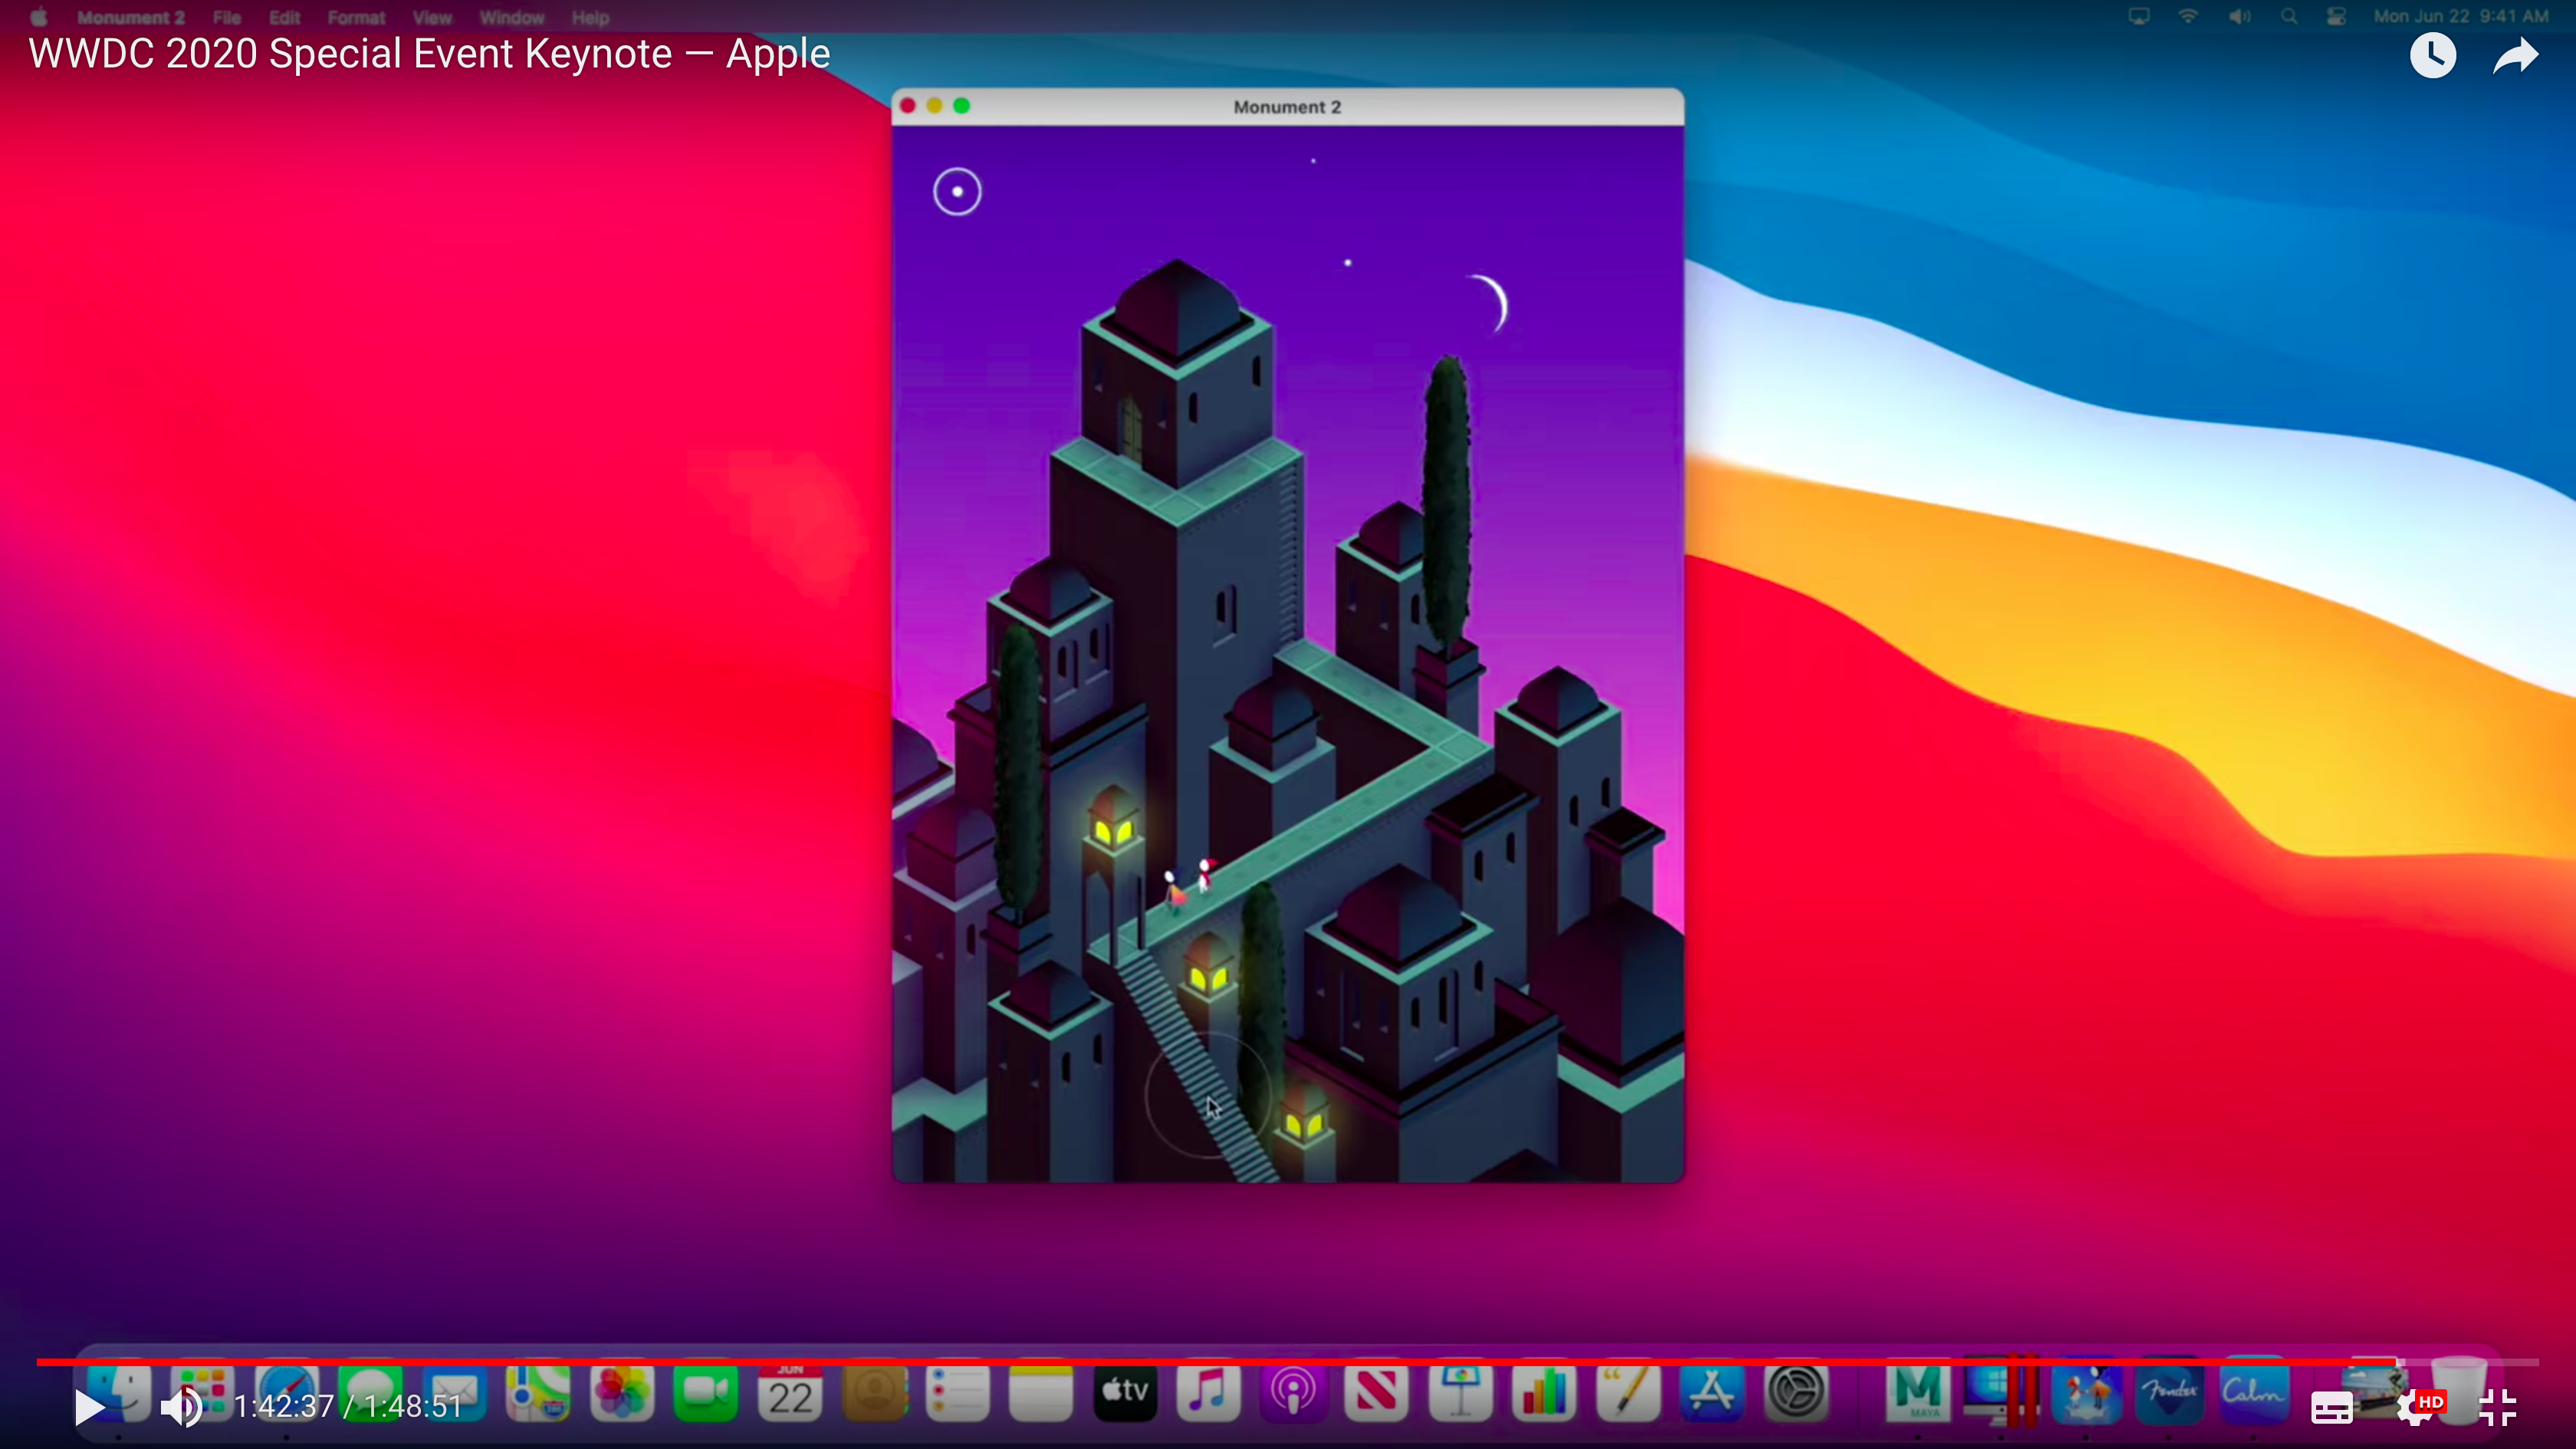 Monument 2 File Edit Format View Window Help Mon Jun 22 9:41 AM
WWDC 2020 Special Event Keynote — Apple
Monument 2
JUN
22
tv
MAYA
Fender
Calm
1:42:37 / 1:48:51
HD